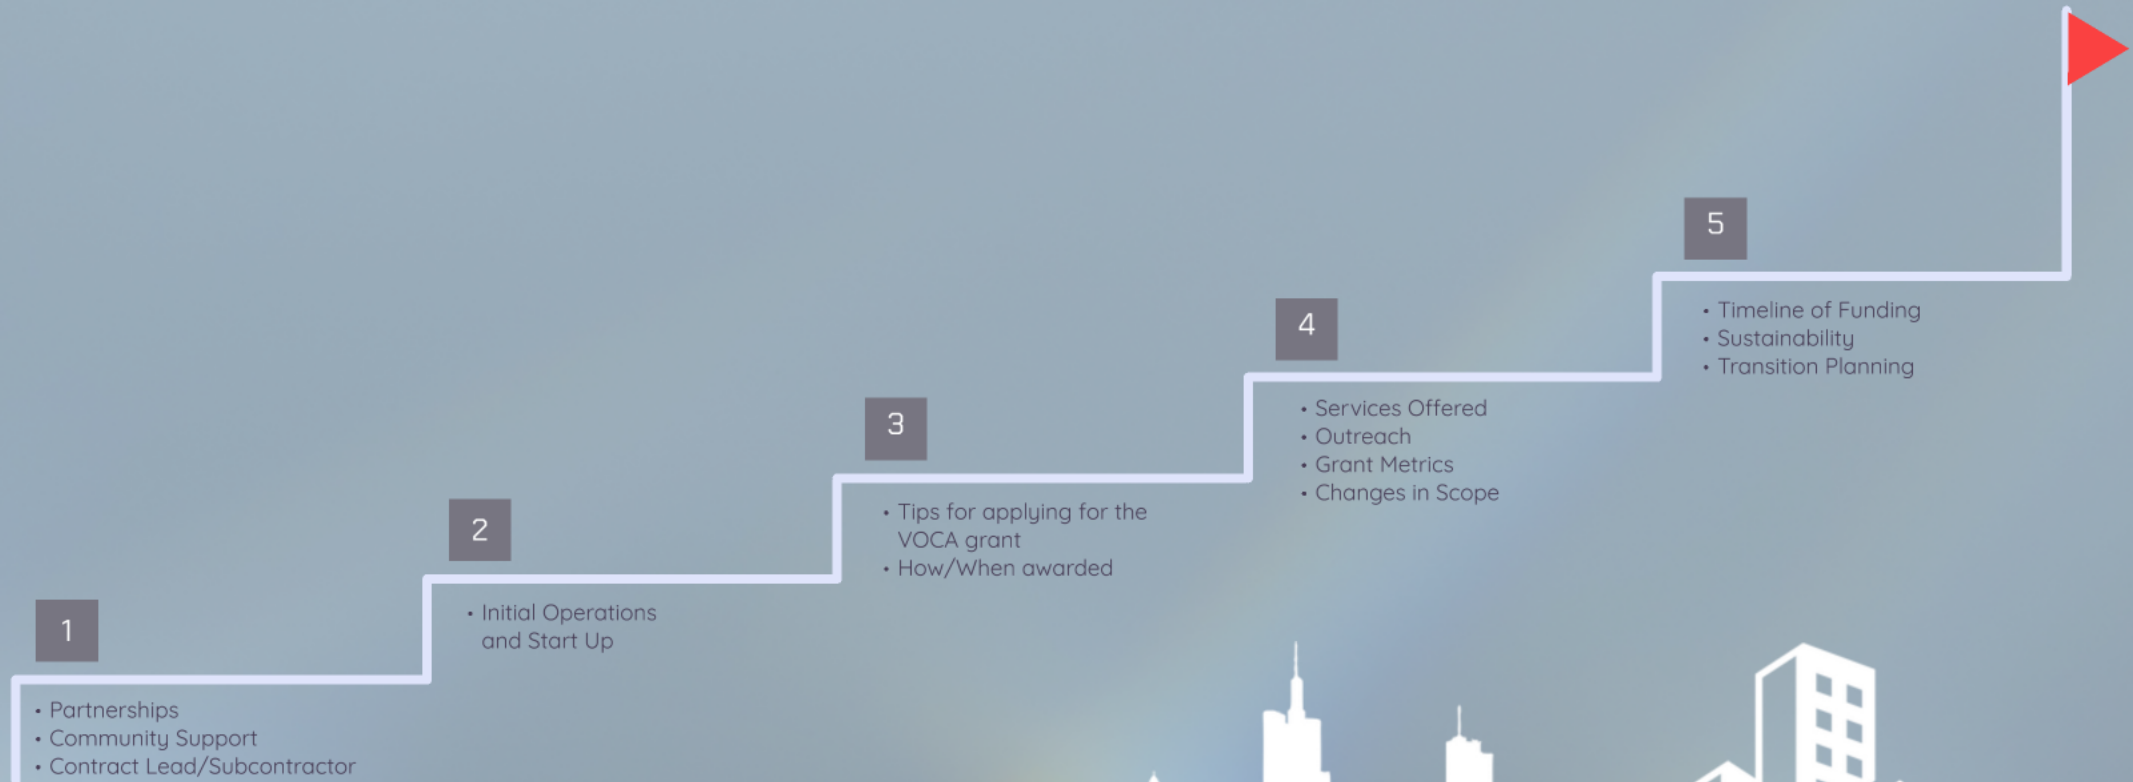 1
• Partnerships
• Community Support
• Contract Lead/Subcontractor
2
• Initial Operations
and Start Up
3
• Tips for applying for the
VOCA grant
• How/When awarded
4
• Services Offered
• Outreach
• Grant Metrics
• Changes in Scope
5
• Timeline of Funding
• Sustainability
• Transition Planning